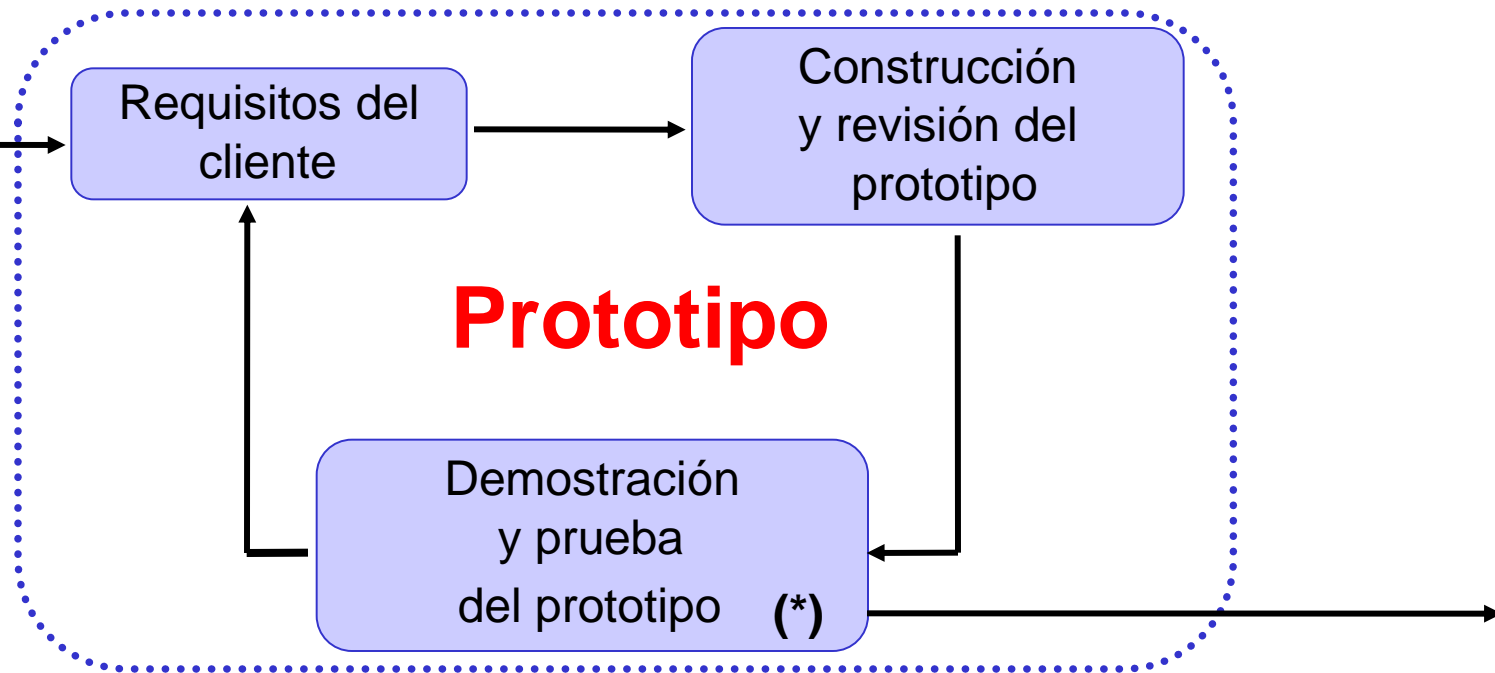 Requisitos del
cliente
Construcción
y revisión del
prototipo
Prototipo
Demostración
y prueba
del prototipo (*)